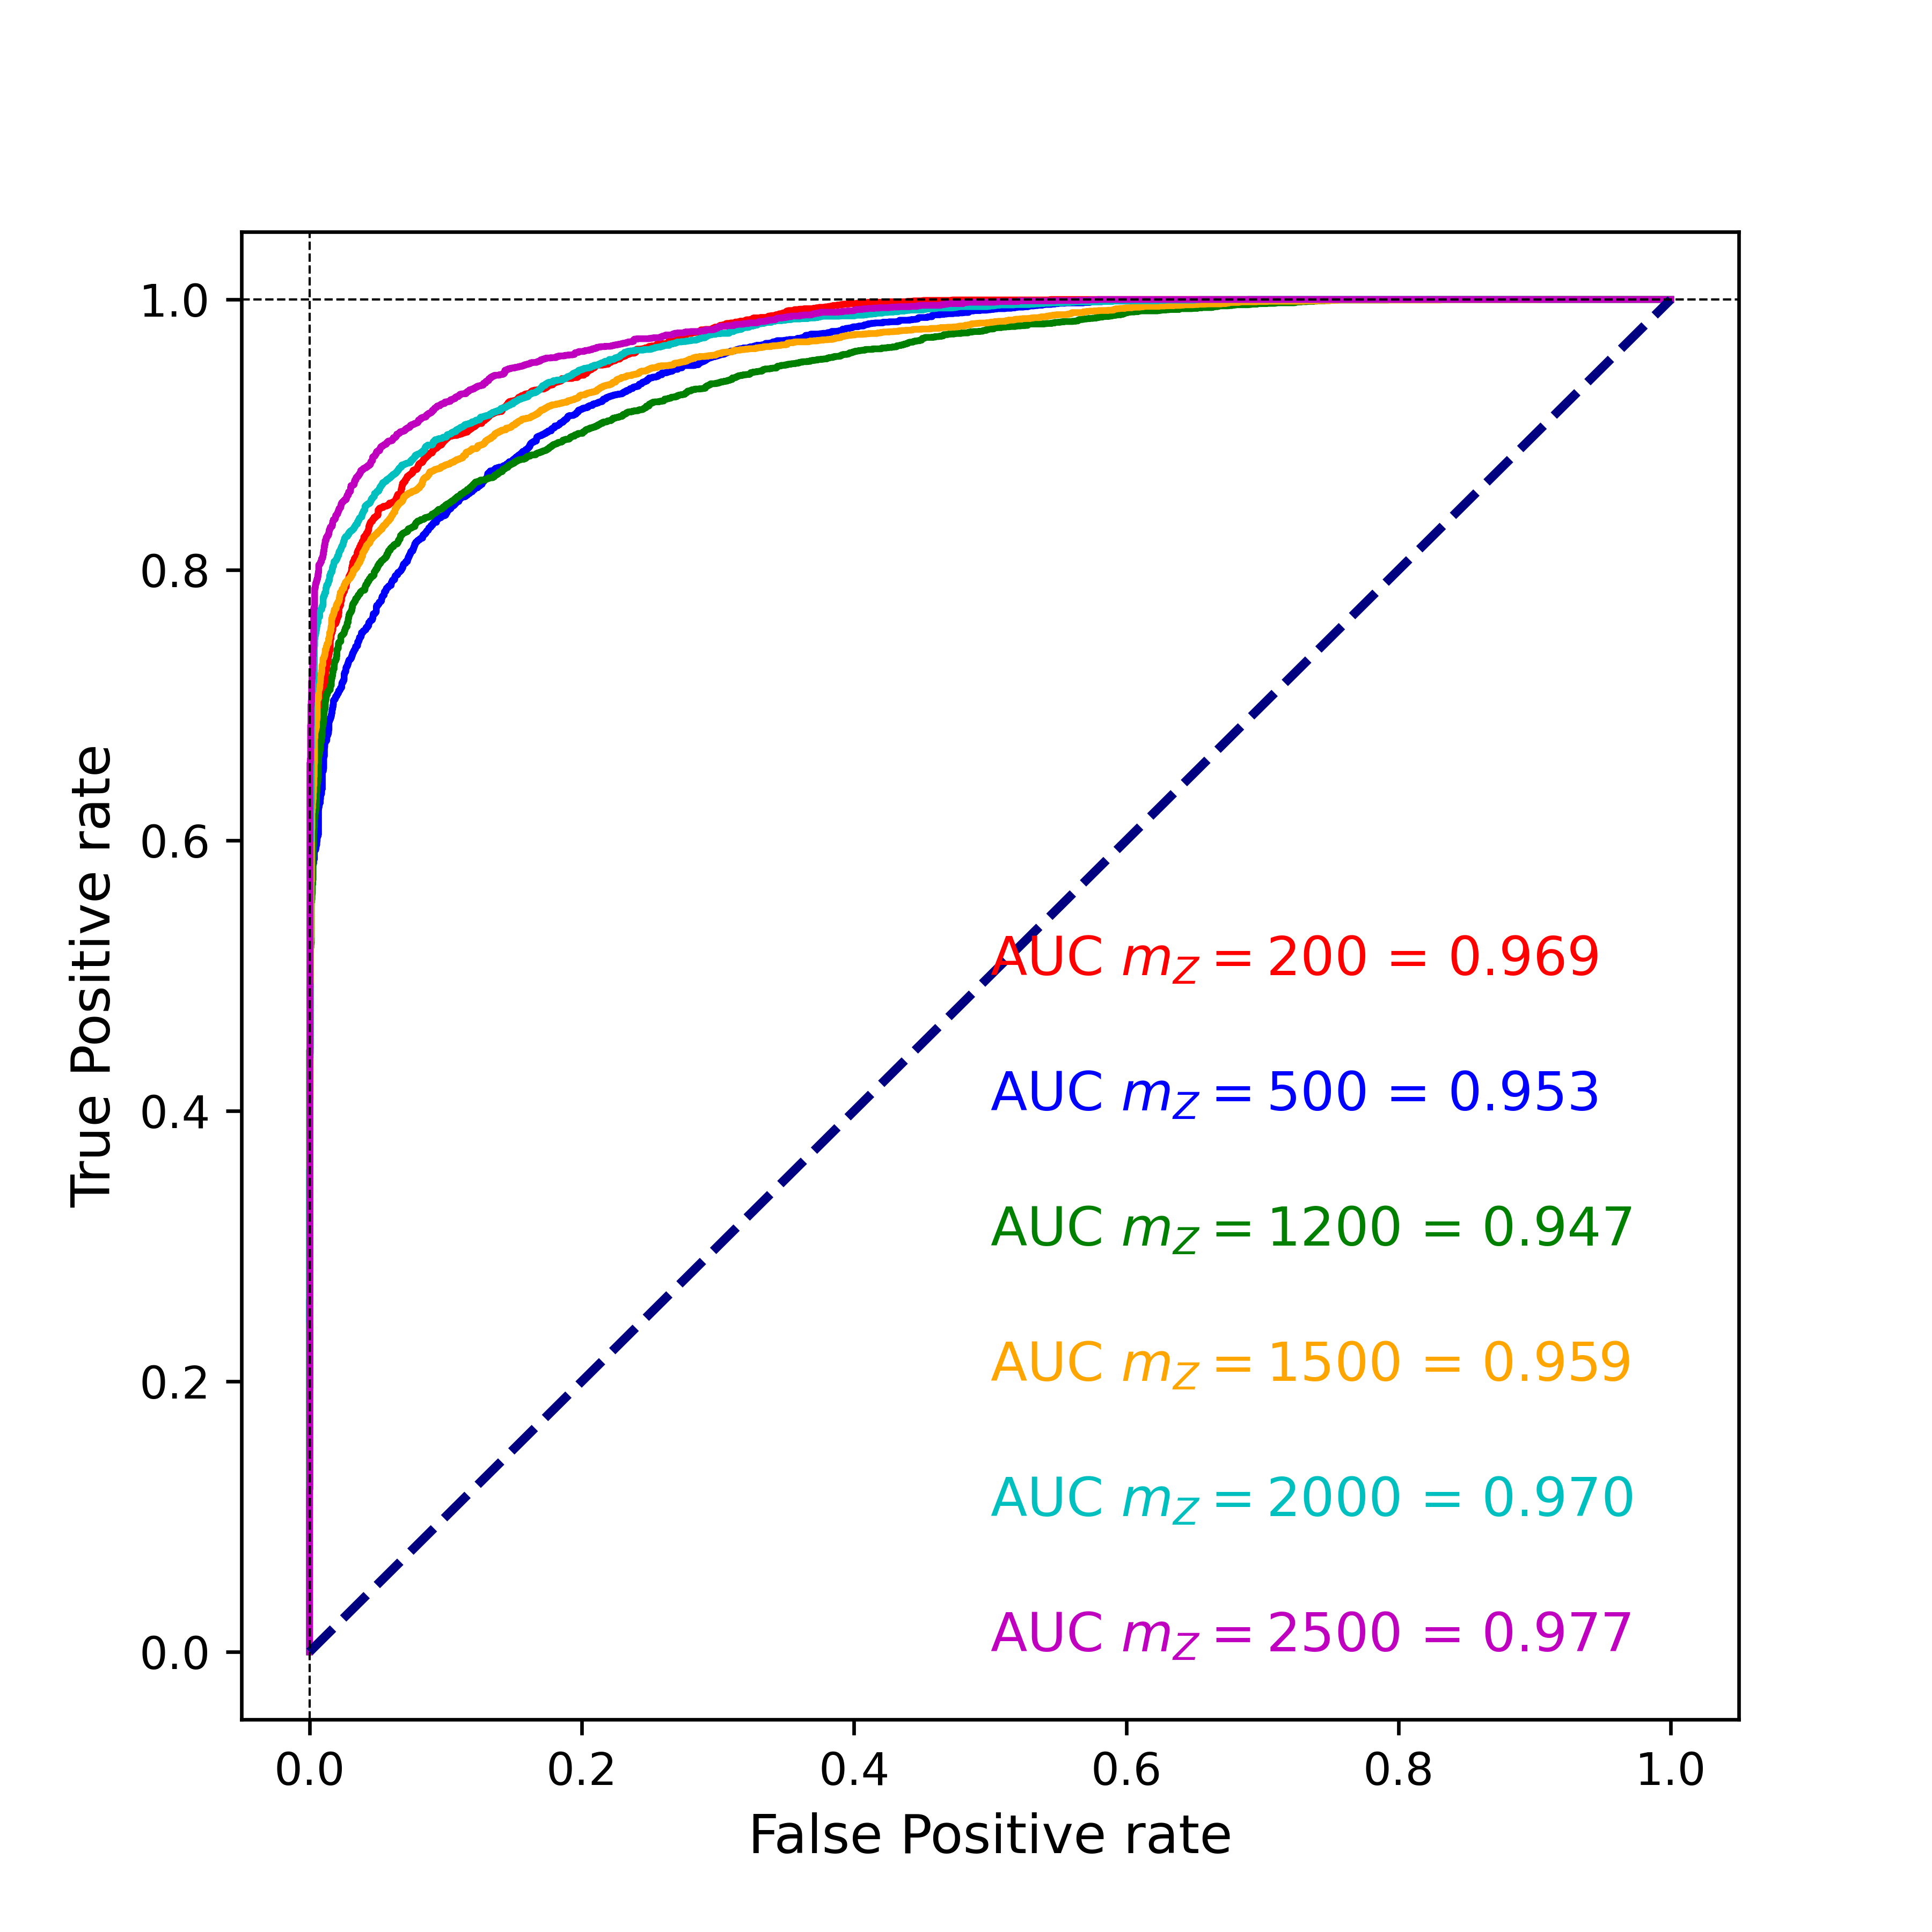 1.0
0.8
0.6
0.4
0.2
0.0
True Positive rate
AUC m_Z = 200 = 0.969
AUC m_Z = 500 = 0.953
AUC m_Z = 1200 = 0.947
AUC m_Z = 1500 = 0.959
AUC m_Z = 2000 = 0.970
AUC m_Z = 2500 = 0.977
0.0 0.2 0.4 0.6 0.8 1.0
False Positive rate